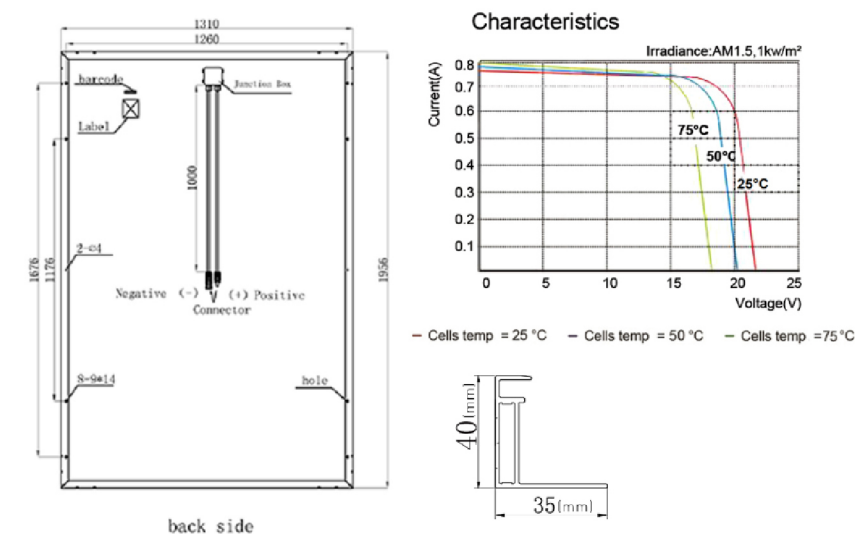 1310
1260
barcode
Label
Junction Box
1000
1676
1176
1956
2-⌀4
Negative (-) (+) Positive
Connector
8-9*14
hole
back side
Characteristics
Irradiance:AM1.5,1kw/m²
Current(A)
0.8
0.7
0.6
0.5
0.4
0.3
0.2
0.1
75°C
50°C
25°C
0 5 10 15 20 25
Voltage(V)
Cells temp = 25 °C Cells temp = 50 °C Cells temp =75°C
40(mm)
35(mm)